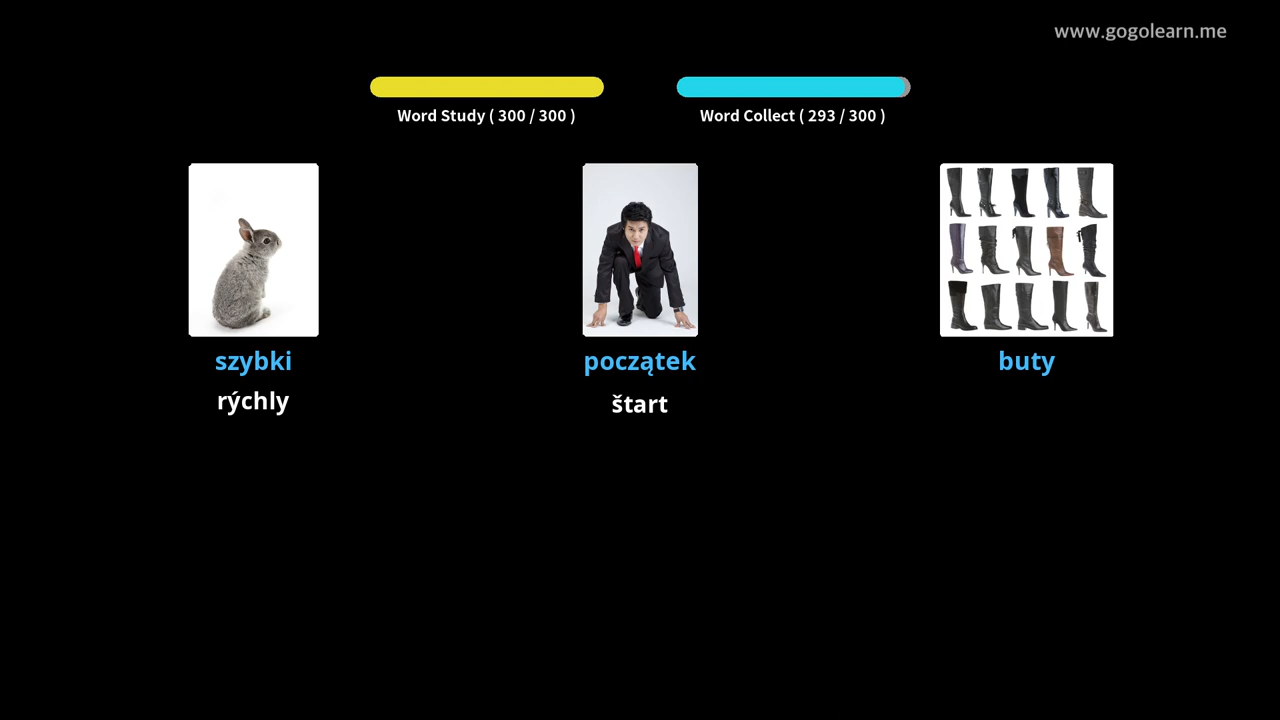 www.gogolearn.me
Word Study ( 300 / 300 )
Word Collect ( 293 / 300 )
szybki
początek
buty
rýchly
štart